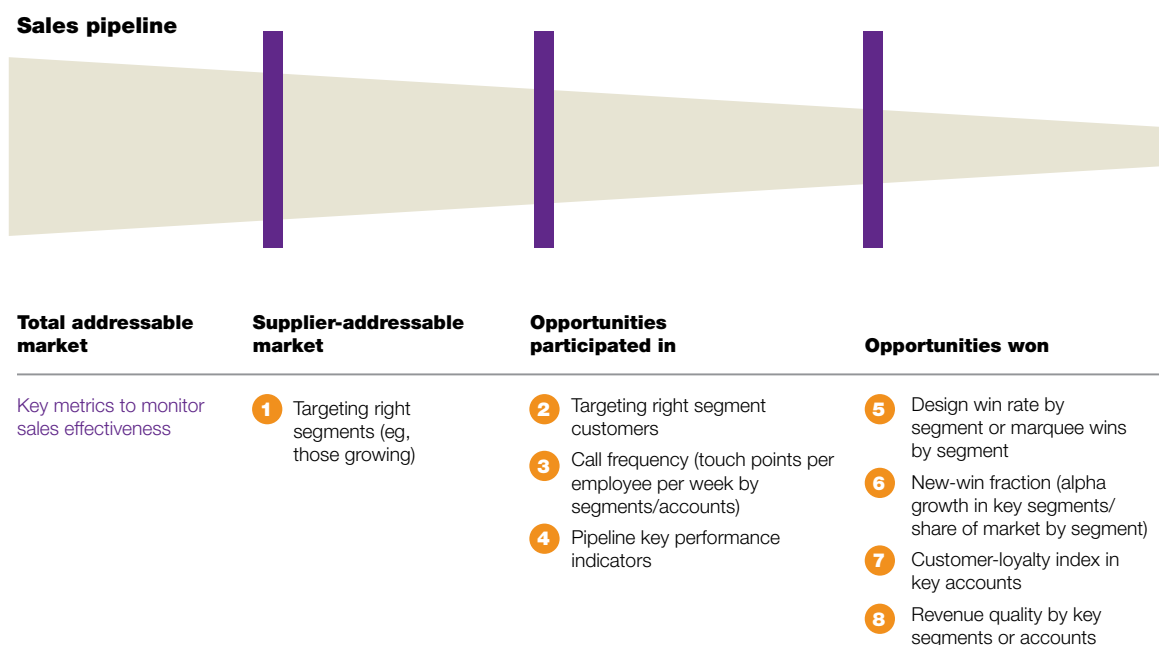 Sales pipeline
Total addressable
market
Supplier-addressable
market
Opportunities
participated in
Opportunities won
Key metrics to monitor
sales effectiveness
1 Targeting right
segments (eg,
those growing)
2 Targeting right segment
customers
3 Call frequency (touch points per
employee per week by
segments/accounts)
4 Pipeline key performance
indicators
5 Design win rate by
segment or marquee wins
by segment
6 New-win fraction (alpha
growth in key segments/
share of market by segment)
7 Customer-loyalty index in
key accounts
8 Revenue quality by key
segments or accounts